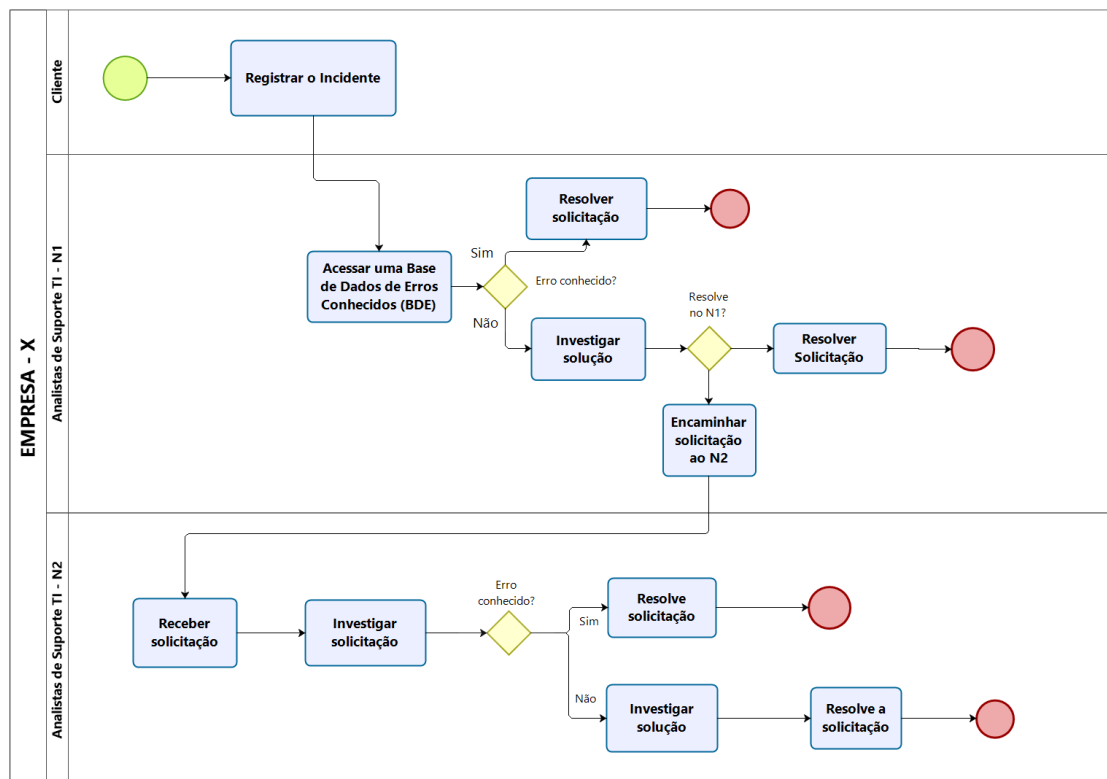 EMPRESA - X
Cliente
Registrar o Incidente
Analistas de Suporte TI - N1
Resolver
solicitação
Sim
Acessar uma Base
de Dados de Erros
Conhecidos (BDE)
Erro conhecido?
Não
Investigar
solução
Resolve
no N1?
Resolver
Solicitação
Encaminhar
solicitação
ao N2
Analistas de Suporte TI - N2
Receber
solicitação
Investigar
solicitação
Erro
conhecido?
Sim
Resolve
solicitação
Não
Investigar
solução
Resolve a
solicitação